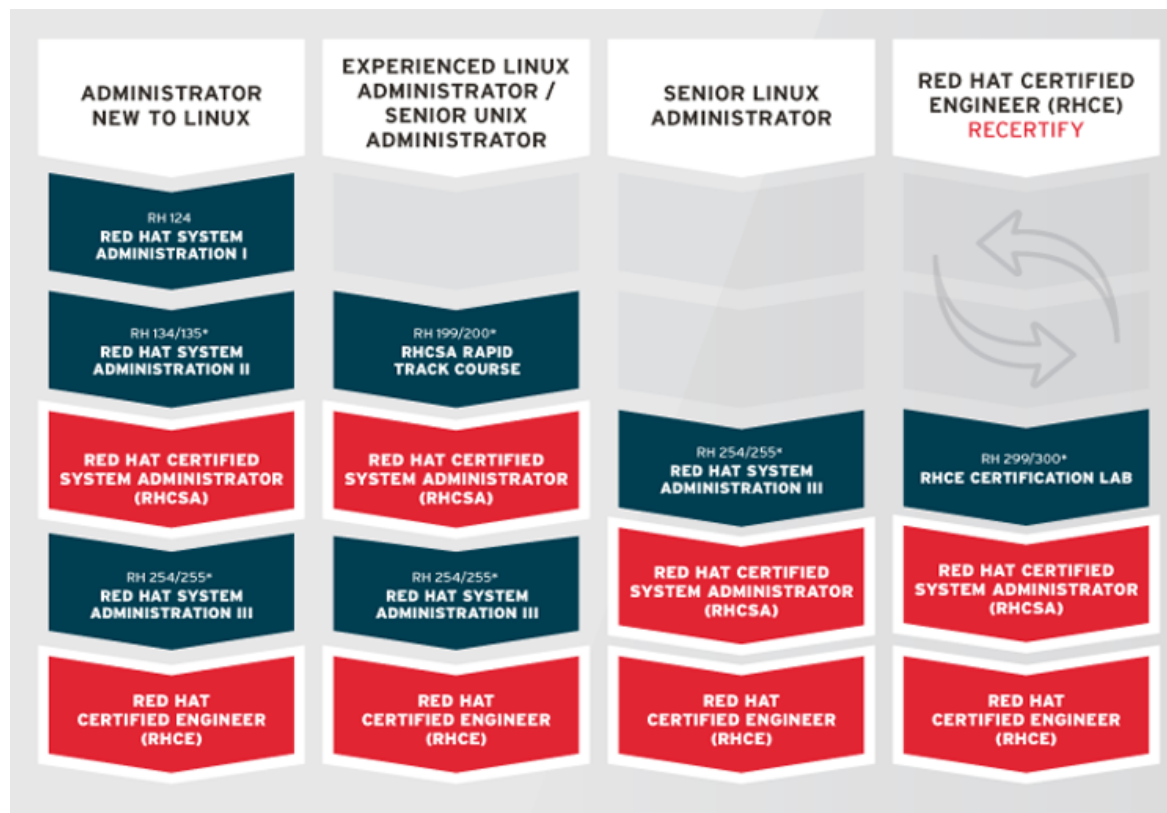 ADMINISTRATOR
NEW TO LINUX
RH 124
RED HAT SYSTEM
ADMINISTRATION I
RH 134/135*
RED HAT SYSTEM
ADMINISTRATION II
RED HAT CERTIFIED
SYSTEM ADMINISTRATOR
(RHCSA)
RH 254/255*
RED HAT SYSTEM
ADMINISTRATION III
RED HAT
CERTIFIED ENGINEER
(RHCE)
EXPERIENCED LINUX
ADMINISTRATOR /
SENIOR UNIX
ADMINISTRATOR
RH 199/200*
RHCSA RAPID
TRACK COURSE
RED HAT CERTIFIED
SYSTEM ADMINISTRATOR
(RHCSA)
RH 254/255*
RED HAT SYSTEM
ADMINISTRATION III
RED HAT
CERTIFIED ENGINEER
(RHCE)
SENIOR LINUX
ADMINISTRATOR
RH 254/255*
RED HAT SYSTEM
ADMINISTRATION III
RED HAT CERTIFIED
SYSTEM ADMINISTRATOR
(RHCSA)
RED HAT
CERTIFIED ENGINEER
(RHCE)
RED HAT CERTIFIED
ENGINEER (RHCE)
RECERTIFY
RH 299/300*
RHCE CERTIFICATION LAB
RED HAT CERTIFIED
SYSTEM ADMINISTRATOR
(RHCSA)
RED HAT
CERTIFIED ENGINEER
(RHCE)